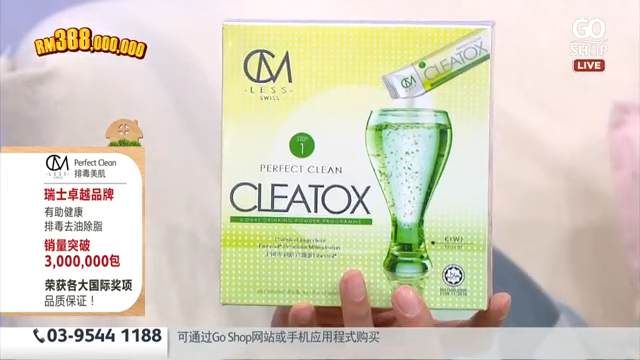 RM388,000,000
GO
SHOP
LIVE
CM
-LESS-
SWISS
CM
CLEATOX
STEP
1
PERFECT CLEAN
CLEATOX
KIWI
CM
-LESS-
SWISS
Perfect Clean
排毒美肌
瑞士卓越品牌
有助健康
排毒去油除脂
销量突破
3,000,000包
荣获各大国际奖项
品质保证！
03-9544 1188
可通过Go Shop网站或手机应用程式购买